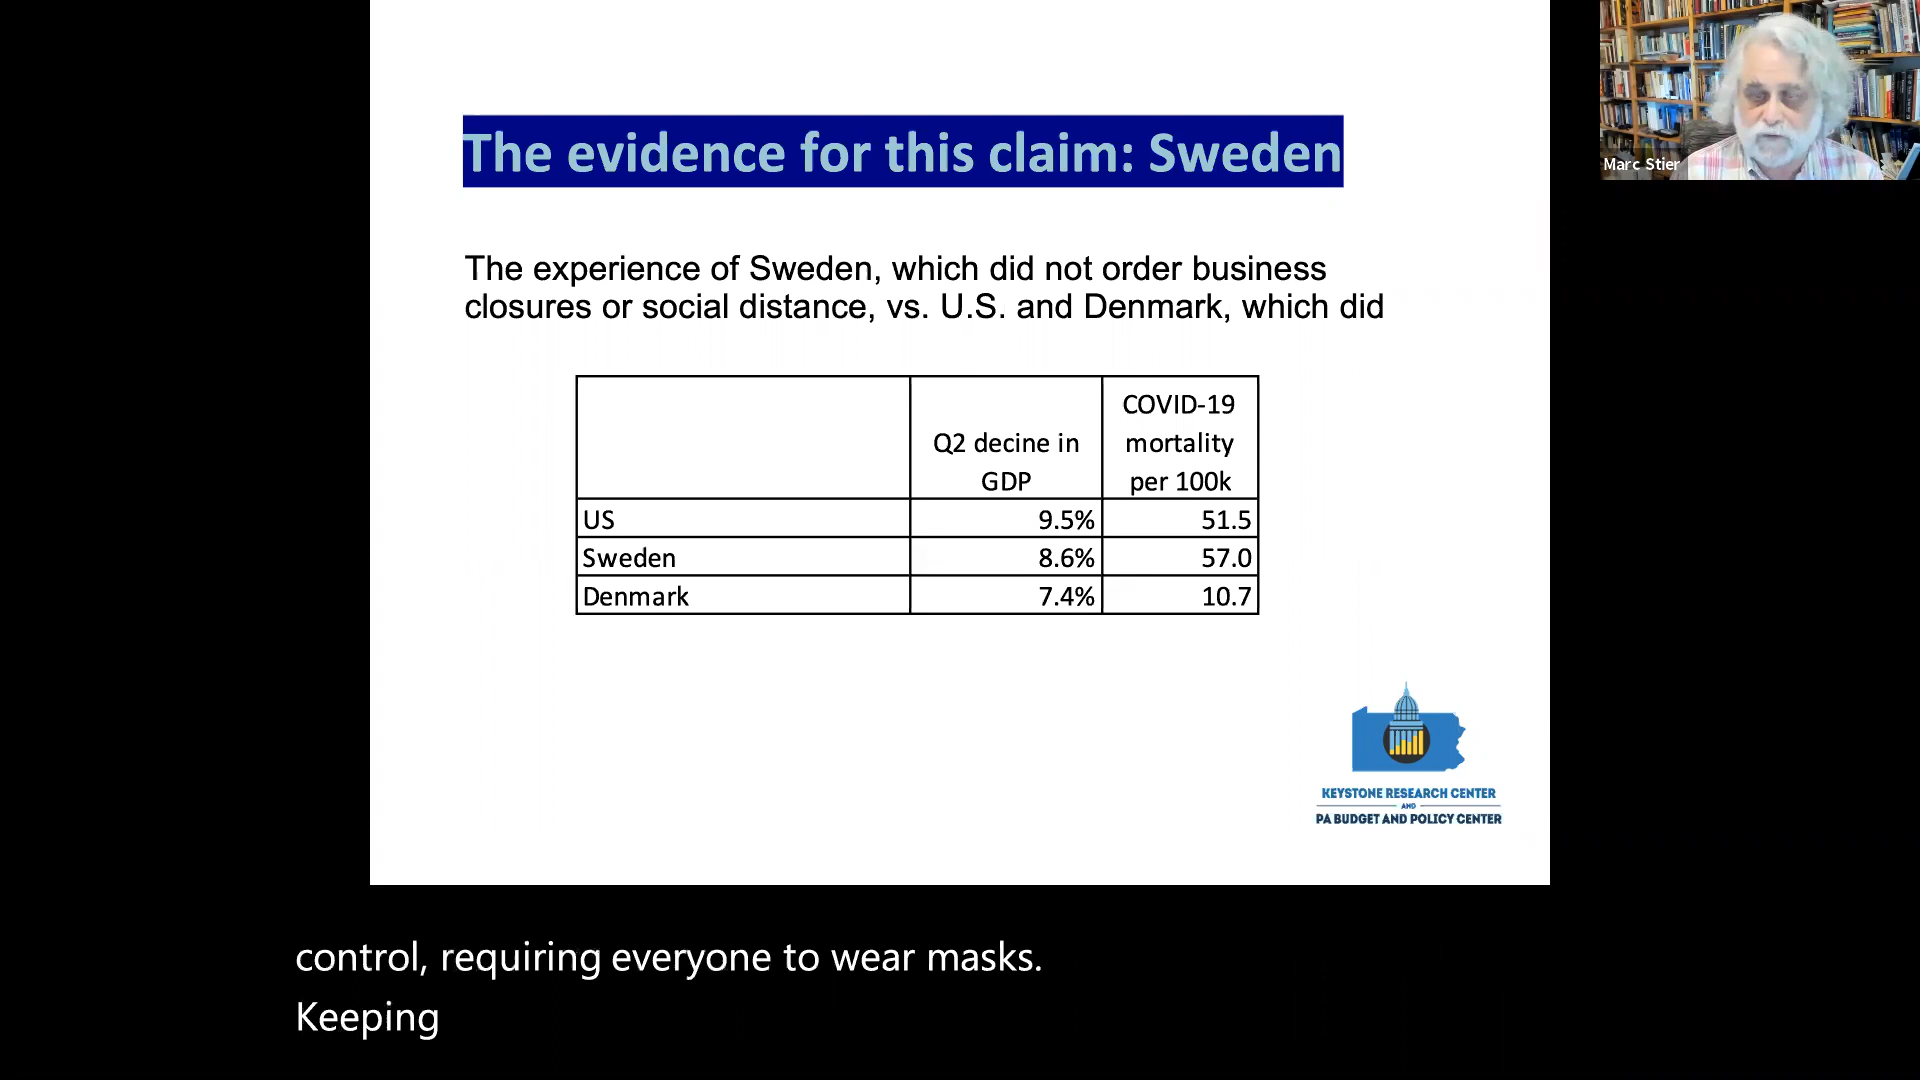 The evidence for this claim: Sweden
Marc Stier
The experience of Sweden, which did not order business
closures or social distance, vs. U.S. and Denmark, which did
COVID-19
Q2 decine in mortality
GDP per 100k
US 9.5% 51.5
Sweden 8.6% 57.0
Denmark 7.4% 10.7
KEYSTONE RESEARCH CENTER
AND
PA BUDGET AND POLICY CENTER
control, requiring everyone to wear masks.
Keeping